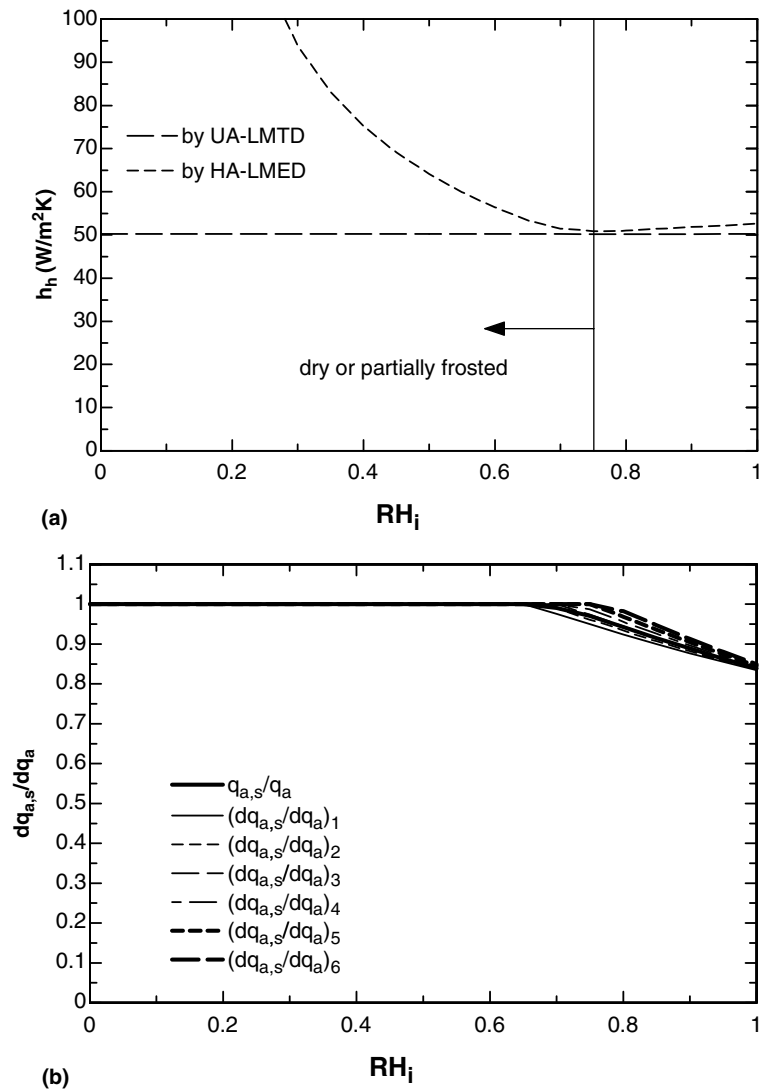 100
90
80
70
60
50
40
30
20
10
0
h_h (W/m²K)
by UA-LMTD
by HA-LMED
dry or partially frosted
0 0.2 0.4 0.6 0.8 1
(a)
RH_i
1.1
1
0.9
0.8
0.7
0.6
0.5
0.4
0.3
0.2
0.1
0
dq_a,s/dq_a
q_a,s/q_a
(dq_a,s/dq_a)_1
(dq_a,s/dq_a)_2
(dq_a,s/dq_a)_3
(dq_a,s/dq_a)_4
(dq_a,s/dq_a)_5
(dq_a,s/dq_a)_6
0 0.2 0.4 0.6 0.8 1
(b)
RH_i